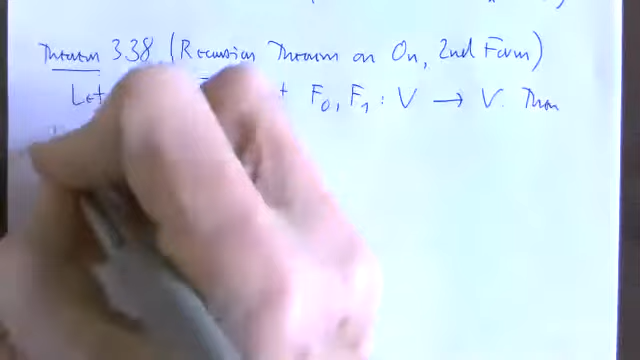 Theorem 3.38 (Recursion Theorem on On, 2nd Form)
Let F₀, F₁ : V → V. Then